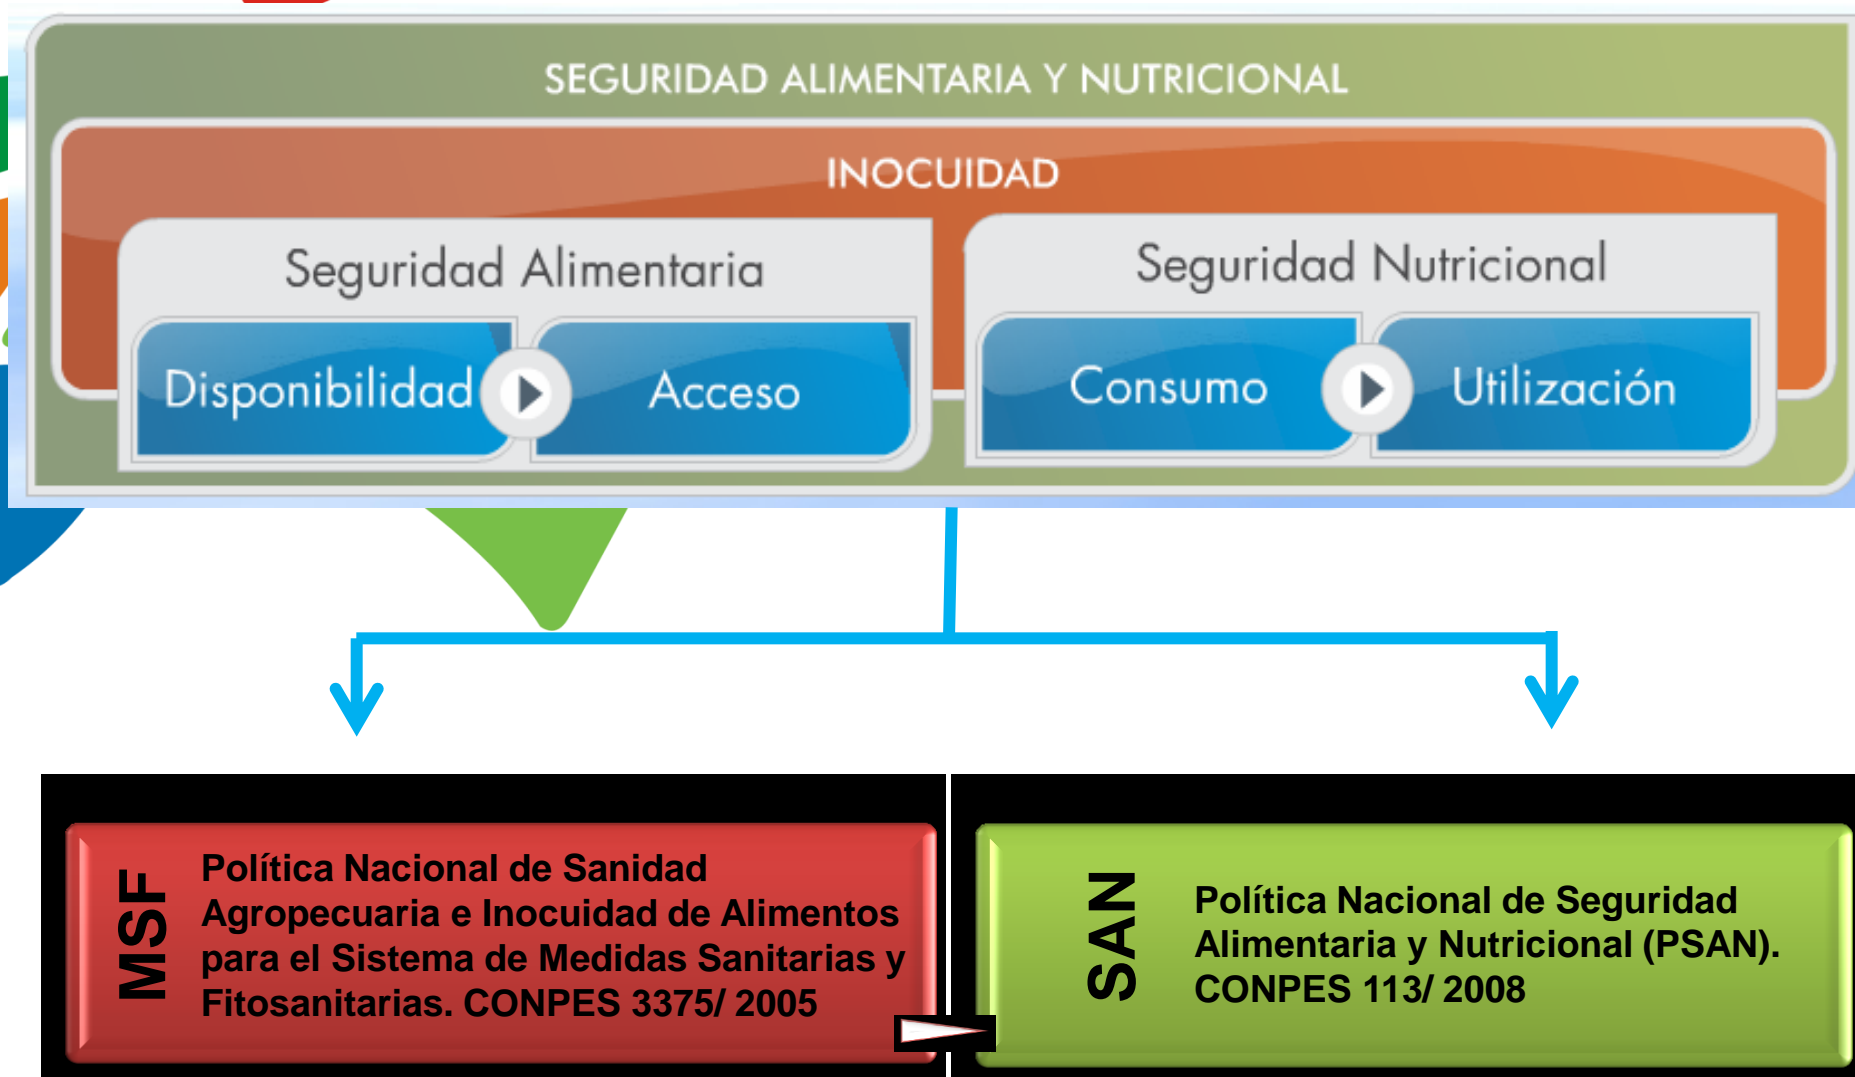 SEGURIDAD ALIMENTARIA Y NUTRICIONAL
INOCUIDAD
Seguridad Alimentaria
Disponibilidad
Acceso
Seguridad Nutricional
Consumo
Utilización
MSF
Política Nacional de Sanidad
Agropecuaria e Inocuidad de Alimentos
para el Sistema de Medidas Sanitarias y
Fitosanitarias. CONPES 3375/ 2005
SAN
Política Nacional de Seguridad
Alimentaria y Nutricional (PSAN).
CONPES 113/ 2008